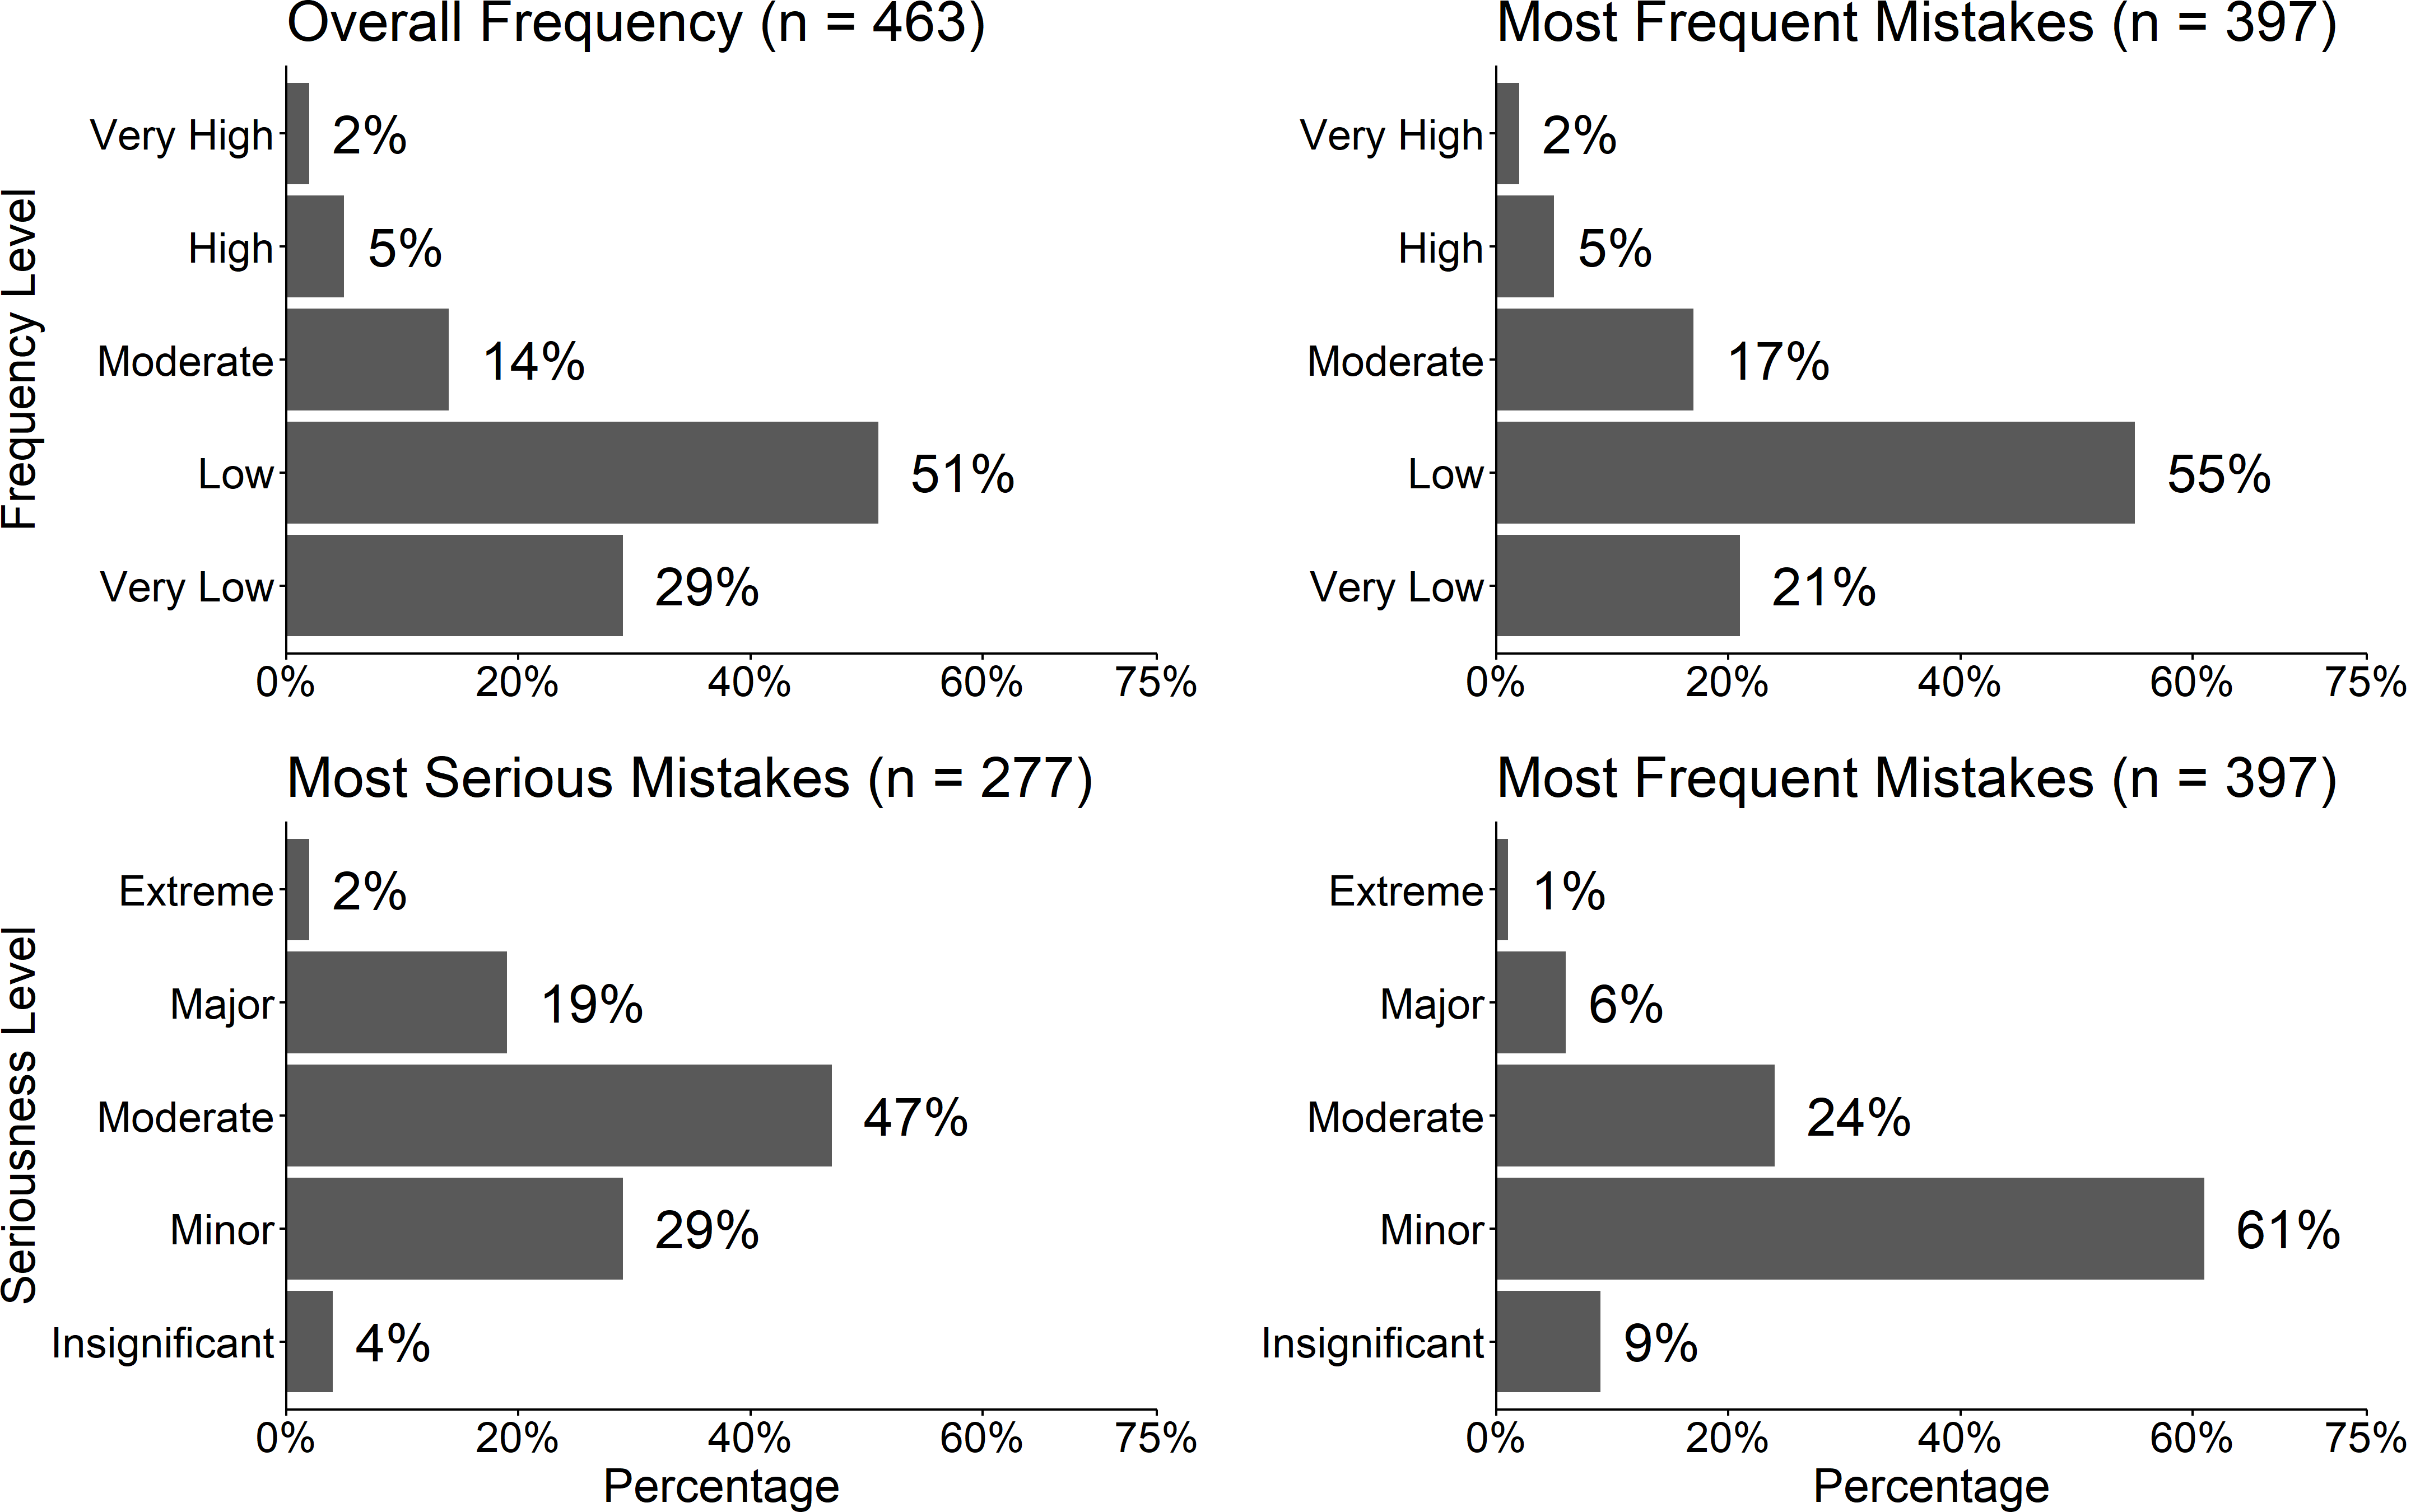 Overall Frequency (n = 463)
Frequency Level
Very High 2%
High 5%
Moderate 14%
Low 51%
Very Low 29%
0% 20% 40% 60% 75%
Most Frequent Mistakes (n = 397)
Very High 2%
High 5%
Moderate 17%
Low 55%
Very Low 21%
0% 20% 40% 60% 75%
Most Serious Mistakes (n = 277)
Seriousness Level
Extreme 2%
Major 19%
Moderate 47%
Minor 29%
Insignificant 4%
0% 20% 40% 60% 75%
Percentage
Most Frequent Mistakes (n = 397)
Extreme 1%
Major 6%
Moderate 24%
Minor 61%
Insignificant 9%
0% 20% 40% 60% 75%
Percentage